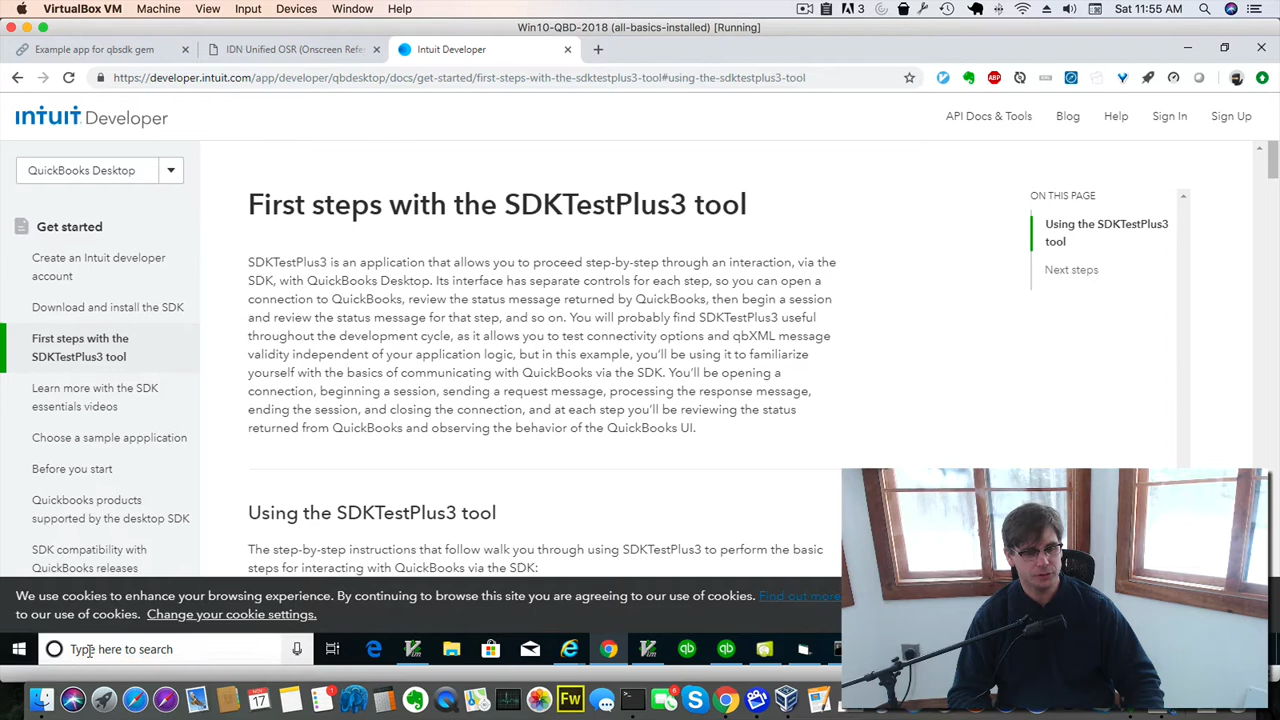 VirtualBox VM Machine View Input Devices Window Help 3 Sat 11:55 AM
Win10-QBD-2018 (all-basics-installed) [Running]
Example app for qbsdk gem
IDN Unified OSR (Onscreen Refe
Intuit Developer
https://developer.intuit.com/app/developer/qbdesktop/docs/get-started/first-steps-with-the-sdktestplus3-tool#using-the-sdktestplus3-tool
ABP
INTUIT Developer
API Docs & Tools Blog Help Sign In Sign Up
QuickBooks Desktop
Get started
Create an Intuit developer
account
Download and install the SDK
First steps with the
SDKTestPlus3 tool
Learn more with the SDK
essentials videos
Choose a sample appplication
Before you start
Quickbooks products
supported by the desktop SDK
SDK compatibility with
QuickBooks releases
First steps with the SDKTestPlus3 tool
SDKTestPlus3 is an application that allows you to proceed step-by-step through an interaction, via the
SDK, with QuickBooks Desktop. Its interface has separate controls for each step, so you can open a
connection to QuickBooks, review the status message returned by QuickBooks, then begin a session
and review the status message for that step, and so on. You will probably find SDKTestPlus3 useful
throughout the development cycle, as it allows you to test connectivity options and qbXML message
validity independent of your application logic, but in this example, you'll be using it to familiarize
yourself with the basics of communicating with QuickBooks via the SDK. You'll be opening a
connection, beginning a session, sending a request message, processing the response message,
ending the session, and closing the connection, and at each step you'll be reviewing the status
returned from QuickBooks and observing the behavior of the QuickBooks UI.
Using the SDKTestPlus3 tool
The step-by-step instructions that follow walk you through using SDKTestPlus3 to perform the basic
steps for interacting with QuickBooks via the SDK:
ON THIS PAGE
Using the SDKTestPlus3
tool
Next steps
We use cookies to enhance your browsing experience. By continuing to browse this site you are agreeing to our use of cookies. Find out more
to our use of cookies. Change your cookie settings.
Type here to search
qb qb
NOV
17
1
Fw
6